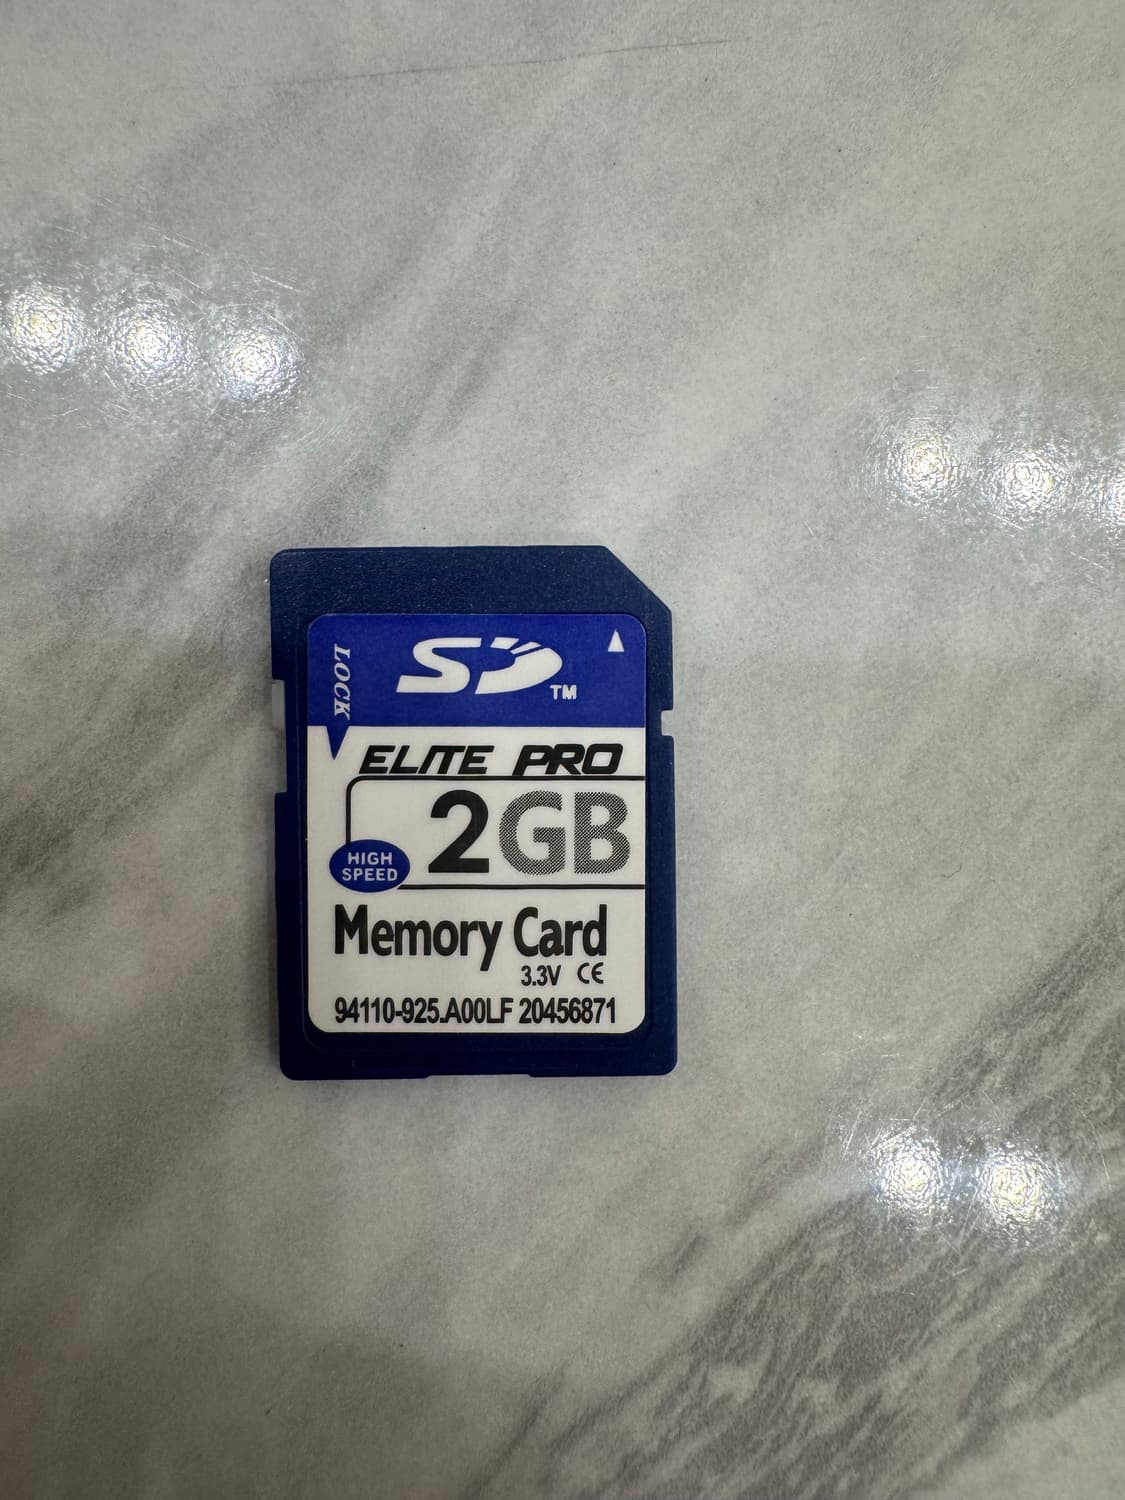 LOCK
SD TM
ELITE PRO
2GB
HIGH
SPEED
Memory Card
3.3V CE
94110-925.A00LF 20456871